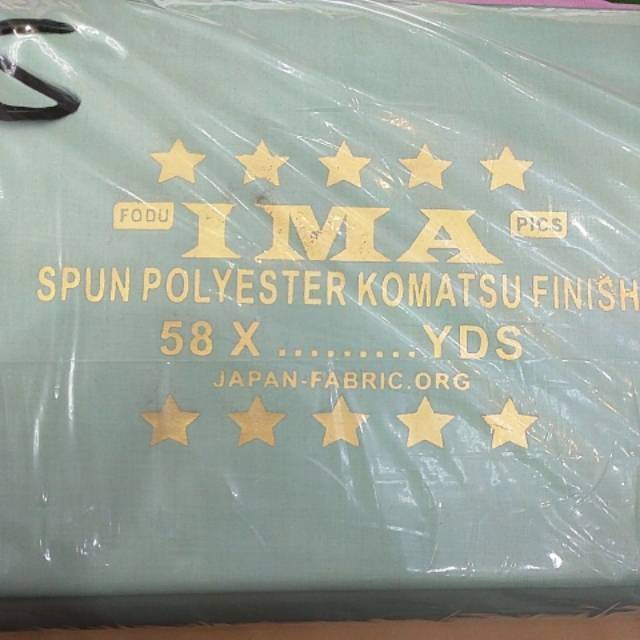 FODU IMA PICS
SPUN POLYESTER KOMATSU FINISH
58 X .......... YDS
JAPAN-FABRIC.ORG